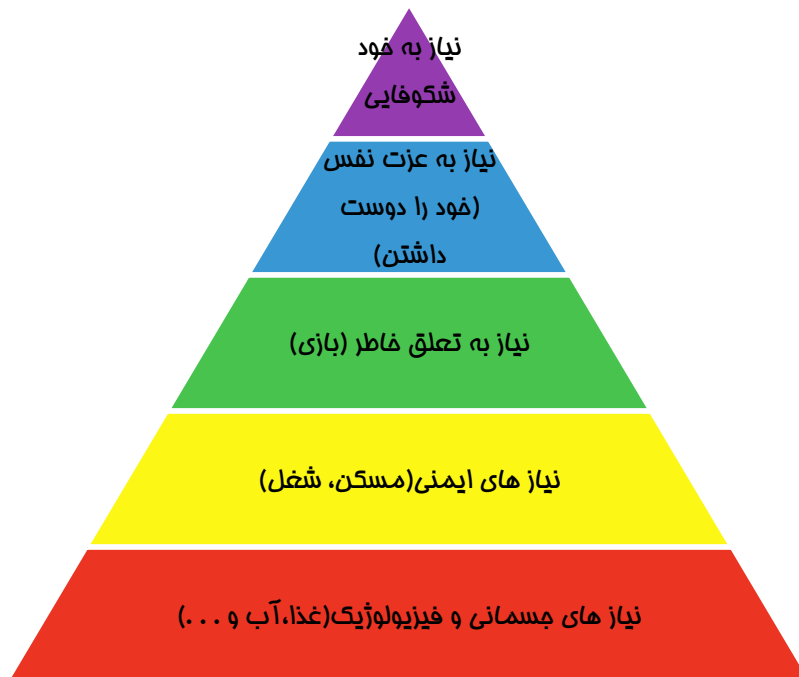 نیاز به خود
شکوفایی
نیاز به عزت نفس
(خود را دوست
داشتن)
نیاز به تعلق خاطر (بازی)
نیاز های ایمنی(مسکن، شغل)
نیاز های جسمانی و فیزیولوژیک(غذا،آب و . . .)